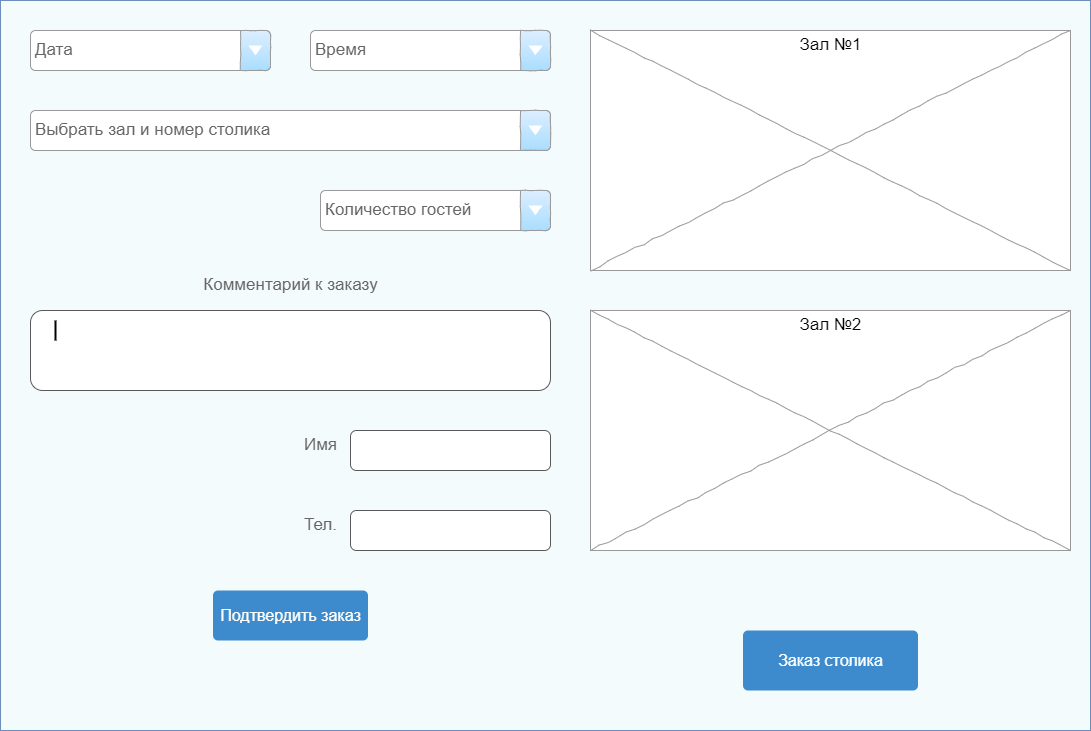 Дата
Время
Выбрать зал и номер столика
Количество гостей
Комментарий к заказу
Имя
Тел.
Подтвердить заказ
Зал №1
Зал №2
Заказ столика